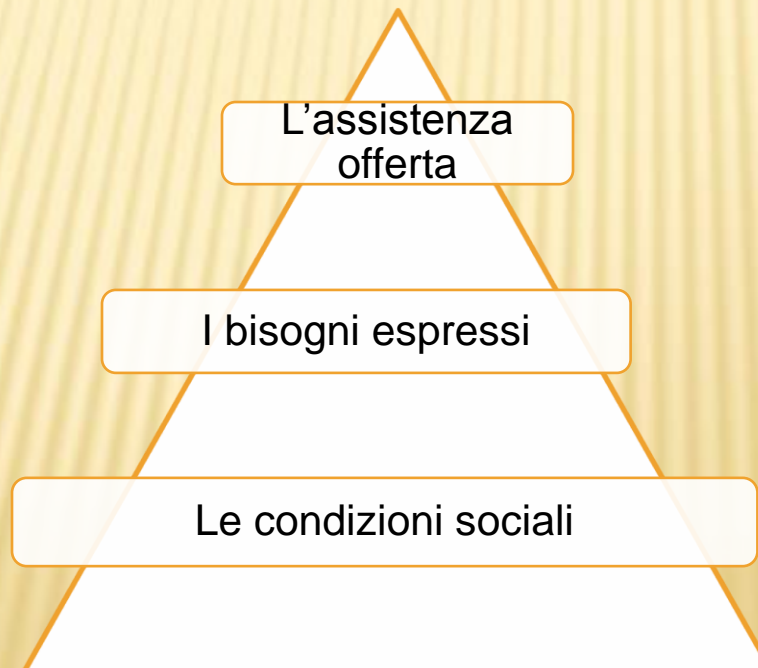 L’assistenza
offerta
I bisogni espressi
Le condizioni sociali